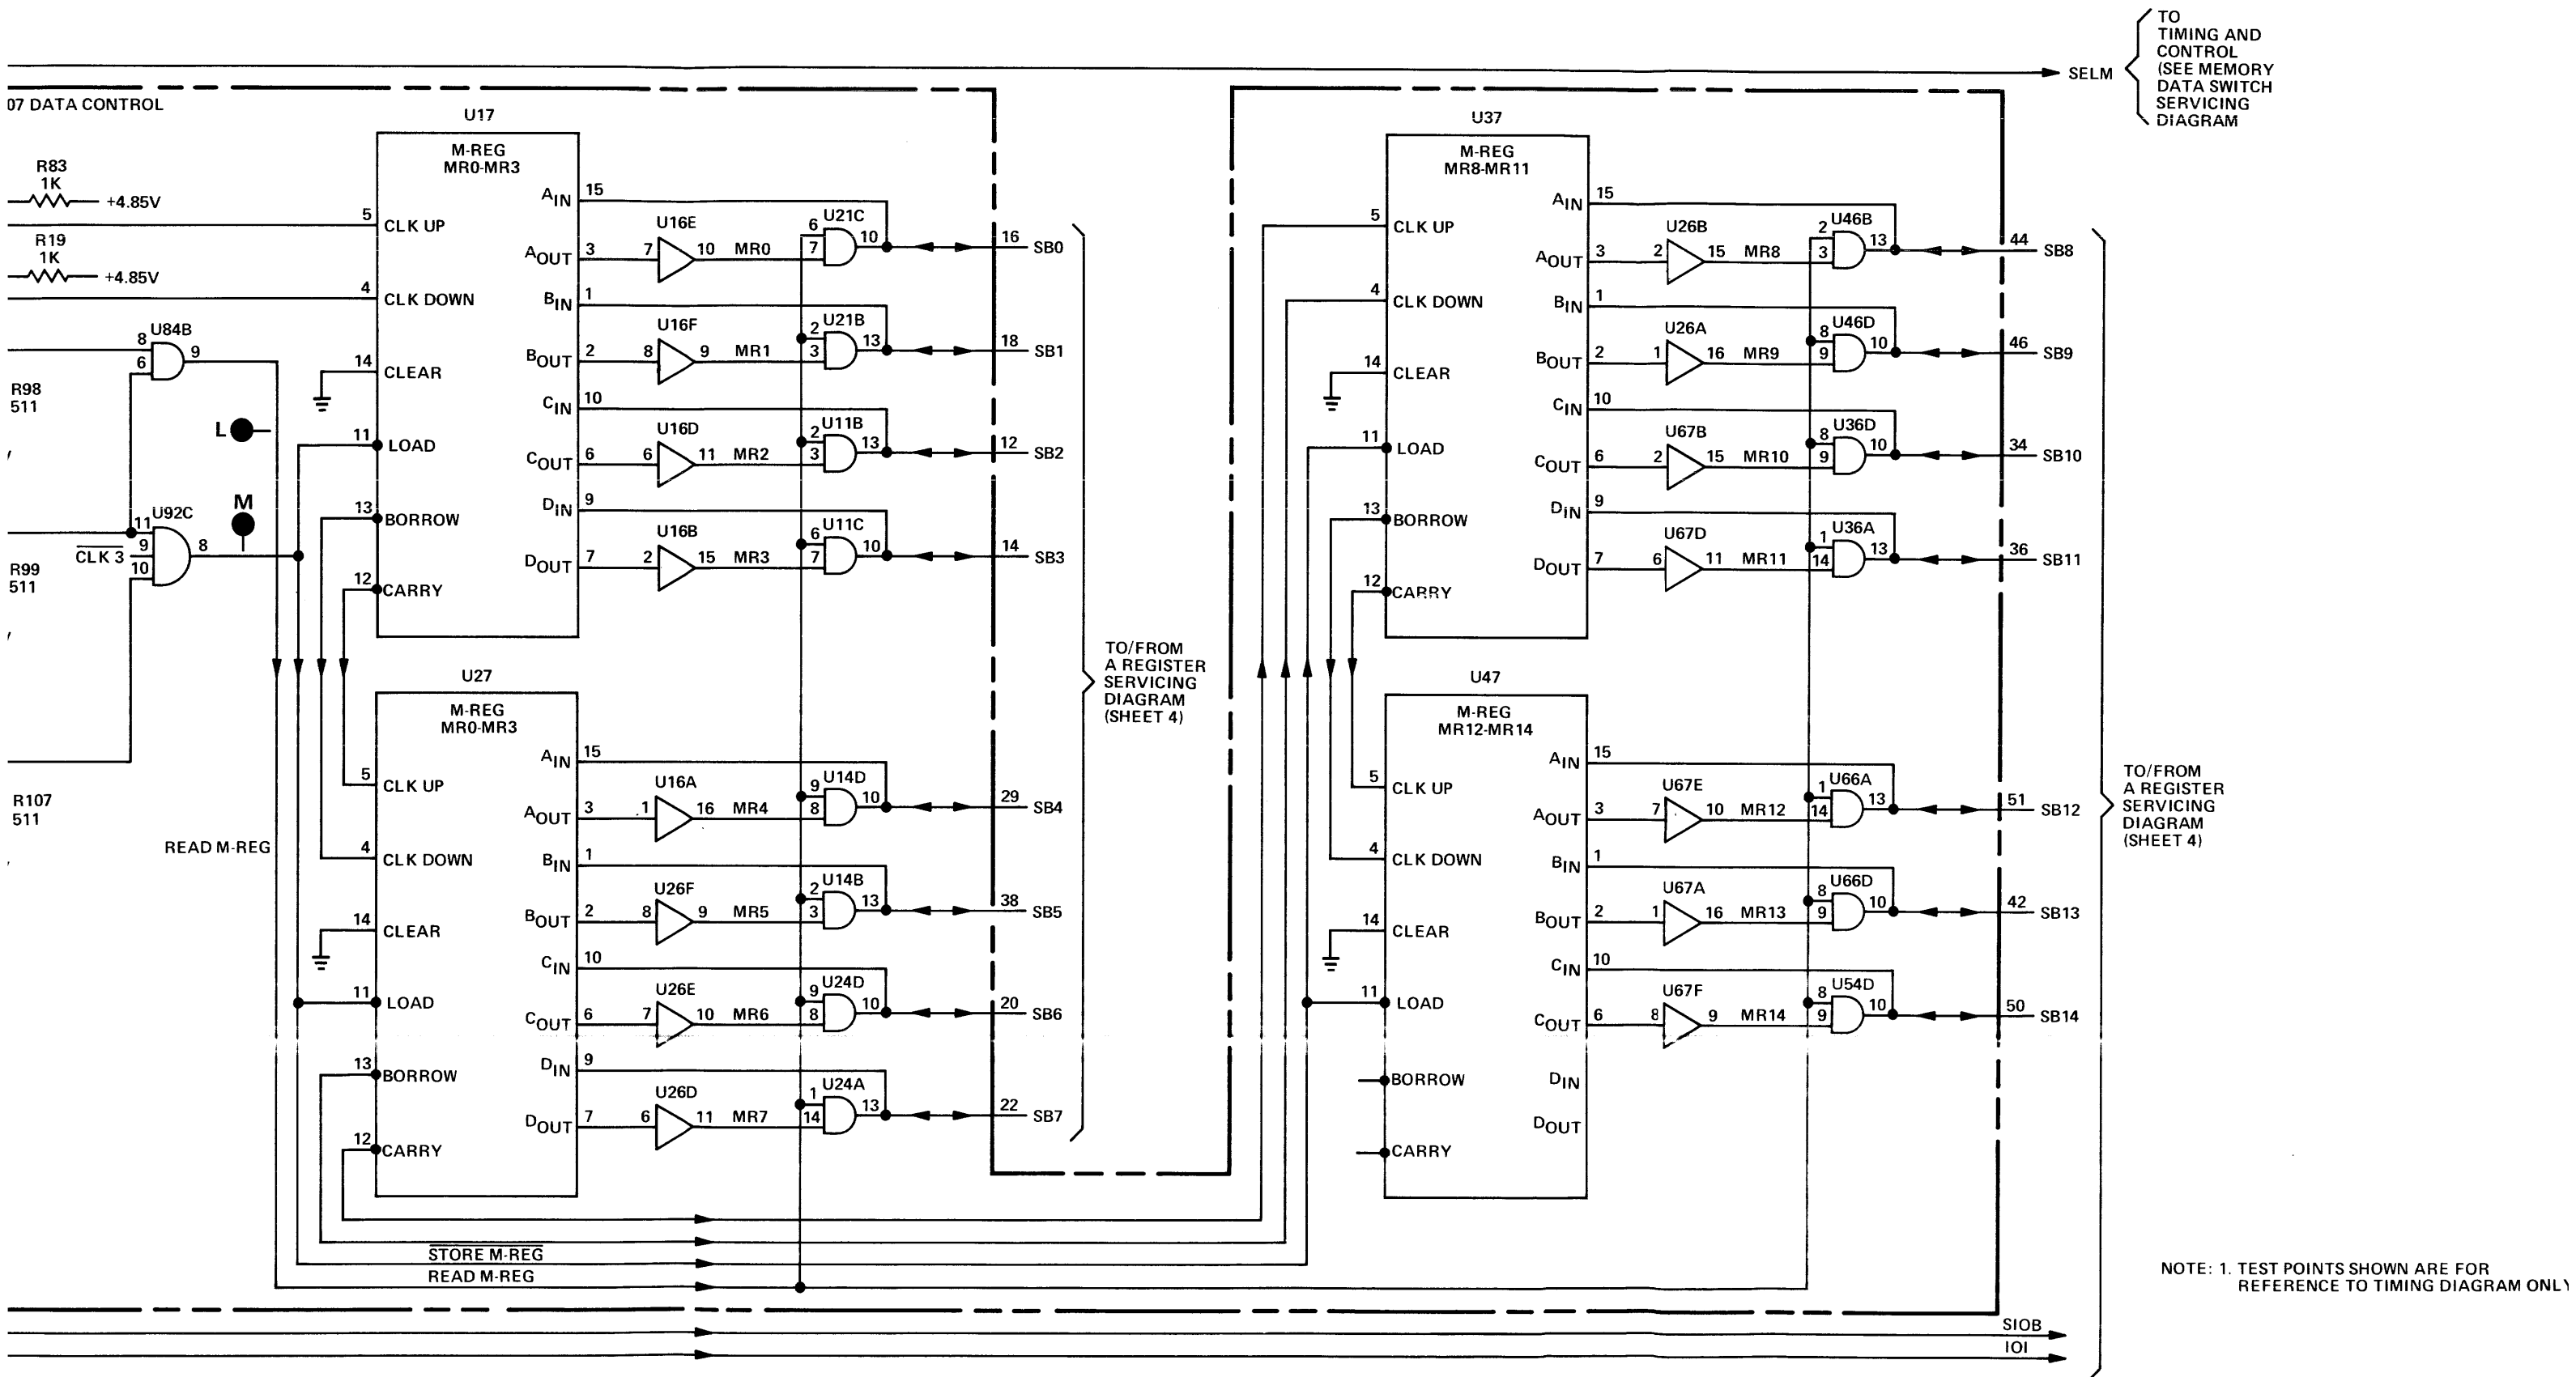 TO
TIMING AND
CONTROL
(SEE MEMORY
DATA SWITCH
SERVICING
DIAGRAM
SELM
07 DATA CONTROL
R83
1K
+4.85V
R19
1K
+4.85V
U84B
8
6
9
R98
511
L
M
U92C
11
9
10
8
CLK 3
R99
511
R107
511
READ M-REG
U17
M-REG
MR0-MR3
5 CLK UP
4 CLK DOWN
14 CLEAR
11 LOAD
13 BORROW
12 CARRY
AIN 15
AOUT 3
BIN 1
BOUT 2
CIN 10
COUT 6
DIN 9
DOUT 7
U16E
7 10 MR0
U21C
6
7
10
16 SB0
U16F
8 9 MR1
U21B
2
3
13
18 SB1
U16D
6 11 MR2
U11B
2
3
13
12 SB2
U16B
2 15 MR3
U11C
6
7
10
14 SB3
TO/FROM
A REGISTER
SERVICING
DIAGRAM
(SHEET 4)
U27
M-REG
MR0-MR3
5 CLK UP
4 CLK DOWN
14 CLEAR
11 LOAD
13 BORROW
12 CARRY
AIN 15
AOUT 3
BIN 1
BOUT 2
CIN 10
COUT 6
DIN 9
DOUT 7
U16A
1 16 MR4
U14D
9
8
10
29 SB4
U26F
8 9 MR5
U14B
2
3
13
38 SB5
U26E
7 10 MR6
U24D
9
8
10
20 SB6
U26D
6 11 MR7
U24A
1
14
13
22 SB7
STORE M-REG
READ M-REG
U37
M-REG
MR8-MR11
5 CLK UP
4 CLK DOWN
14 CLEAR
11 LOAD
13 BORROW
12 CARRY
AIN 15
AOUT 3
BIN 1
BOUT 2
CIN 10
COUT 6
DIN 9
DOUT 7
U26B
2 15 MR8
U46B
2
3
13
44 SB8
U26A
1 16 MR9
U46D
8
9
10
46 SB9
U67B
2 15 MR10
U36D
8
9
10
34 SB10
U67D
6 11 MR11
U36A
1
14
13
36 SB11
U47
M-REG
MR12-MR14
5 CLK UP
4 CLK DOWN
14 CLEAR
11 LOAD
BORROW
CARRY
AIN 15
AOUT 3
BIN 1
BOUT 2
CIN 10
COUT 6
DIN
DOUT
U67E
7 10 MR12
U66A
1
14
13
51 SB12
U67A
1 16 MR13
U66D
8
9
10
42 SB13
U67F
8 9 MR14
U54D
8
9
10
50 SB14
TO/FROM
A REGISTER
SERVICING
DIAGRAM
(SHEET 4)
NOTE: 1. TEST POINTS SHOWN ARE FOR
REFERENCE TO TIMING DIAGRAM ONLY
SIOB
IOI